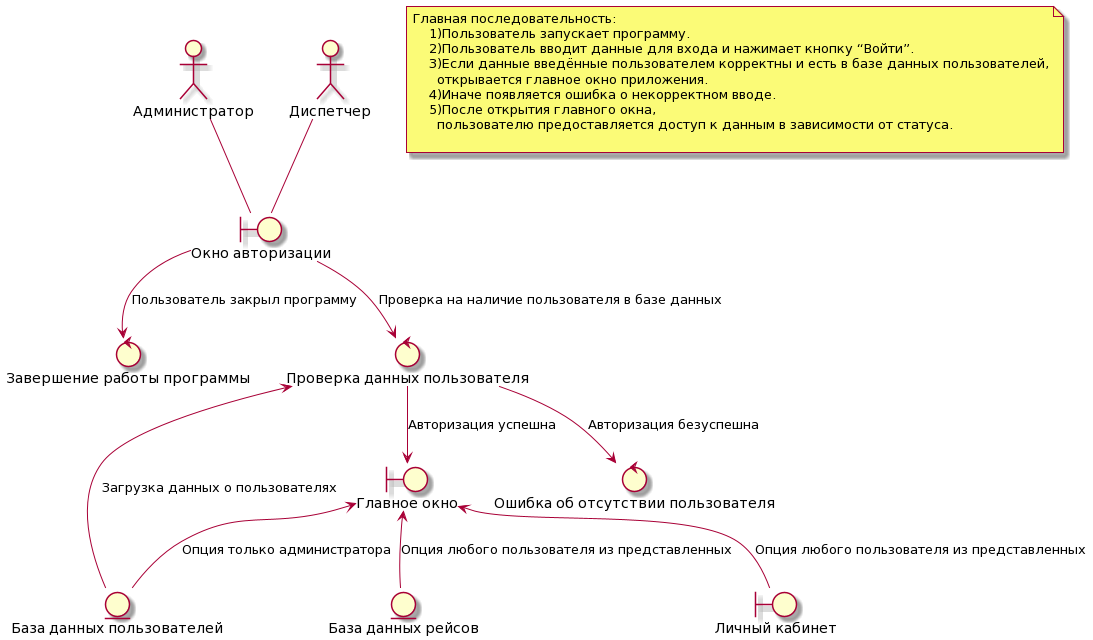 Главная последовательность:
1)Пользователь запускает программу.
2)Пользователь вводит данные для входа и нажимает кнопку “Войти”.
3)Если данные введённые пользователем корректны и есть в базе данных пользователей,
открывается главное окно приложения.
4)Иначе появляется ошибка о некорректном вводе.
5)После открытия главного окна,
пользователю предоставляется доступ к данным в зависимости от статуса.
Администратор
Диспетчер
Окно авторизации
Пользователь закрыл программу
Проверка на наличие пользователя в базе данных
Завершение работы программы
Проверка данных пользователя
Авторизация успешна
Авторизация безуспешна
Загрузка данных о пользователях
Главное окно
Ошибка об отсутствии пользователя
Опция только администратора
Опция любого пользователя из представленных
Опция любого пользователя из представленных
База данных пользователей
База данных рейсов
Личный кабинет